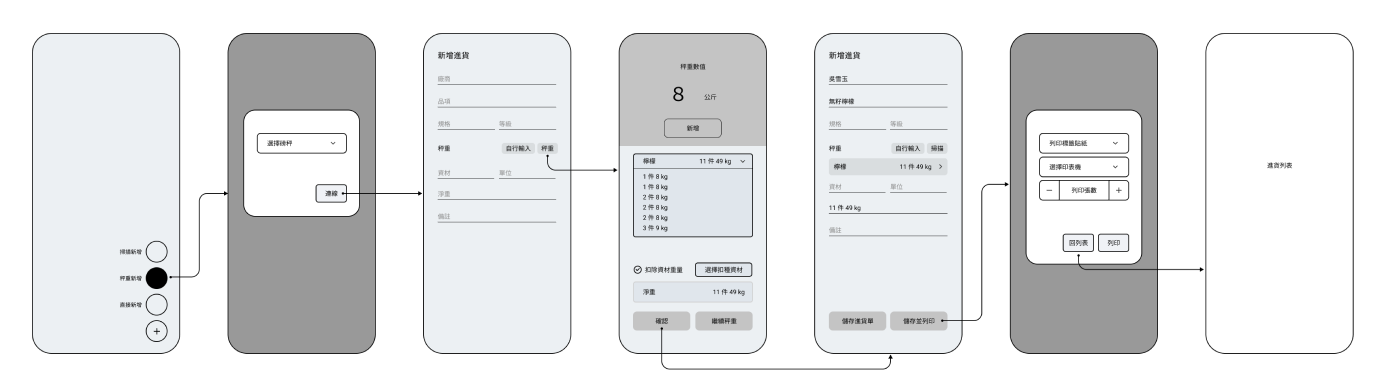 掃描新增
秤重新增
直接新增
選擇磅秤
連線
新增進貨
廠商
品項
規格 等級
秤重 自行輸入 秤重
資材 單位
淨重
備註
秤重數值
8 公斤
新增
檸檬 11 件 49 kg
1 件 8 kg
1 件 8 kg
2 件 8 kg
2 件 8 kg
2 件 8 kg
3 件 9 kg
扣除資材重量 選擇扣種資材
淨重 11 件 49 kg
確認 繼續秤重
新增進貨
吳雪玉
無籽檸檬
規格 等級
秤重 自行輸入 掃描
檸檬 11 件 49 kg >
資材 單位
11 件 49 kg
備註
儲存進貨單 儲存並列印
列印標籤貼紙
選擇印表機
− 列印張數 +
回列表 列印
進貨列表